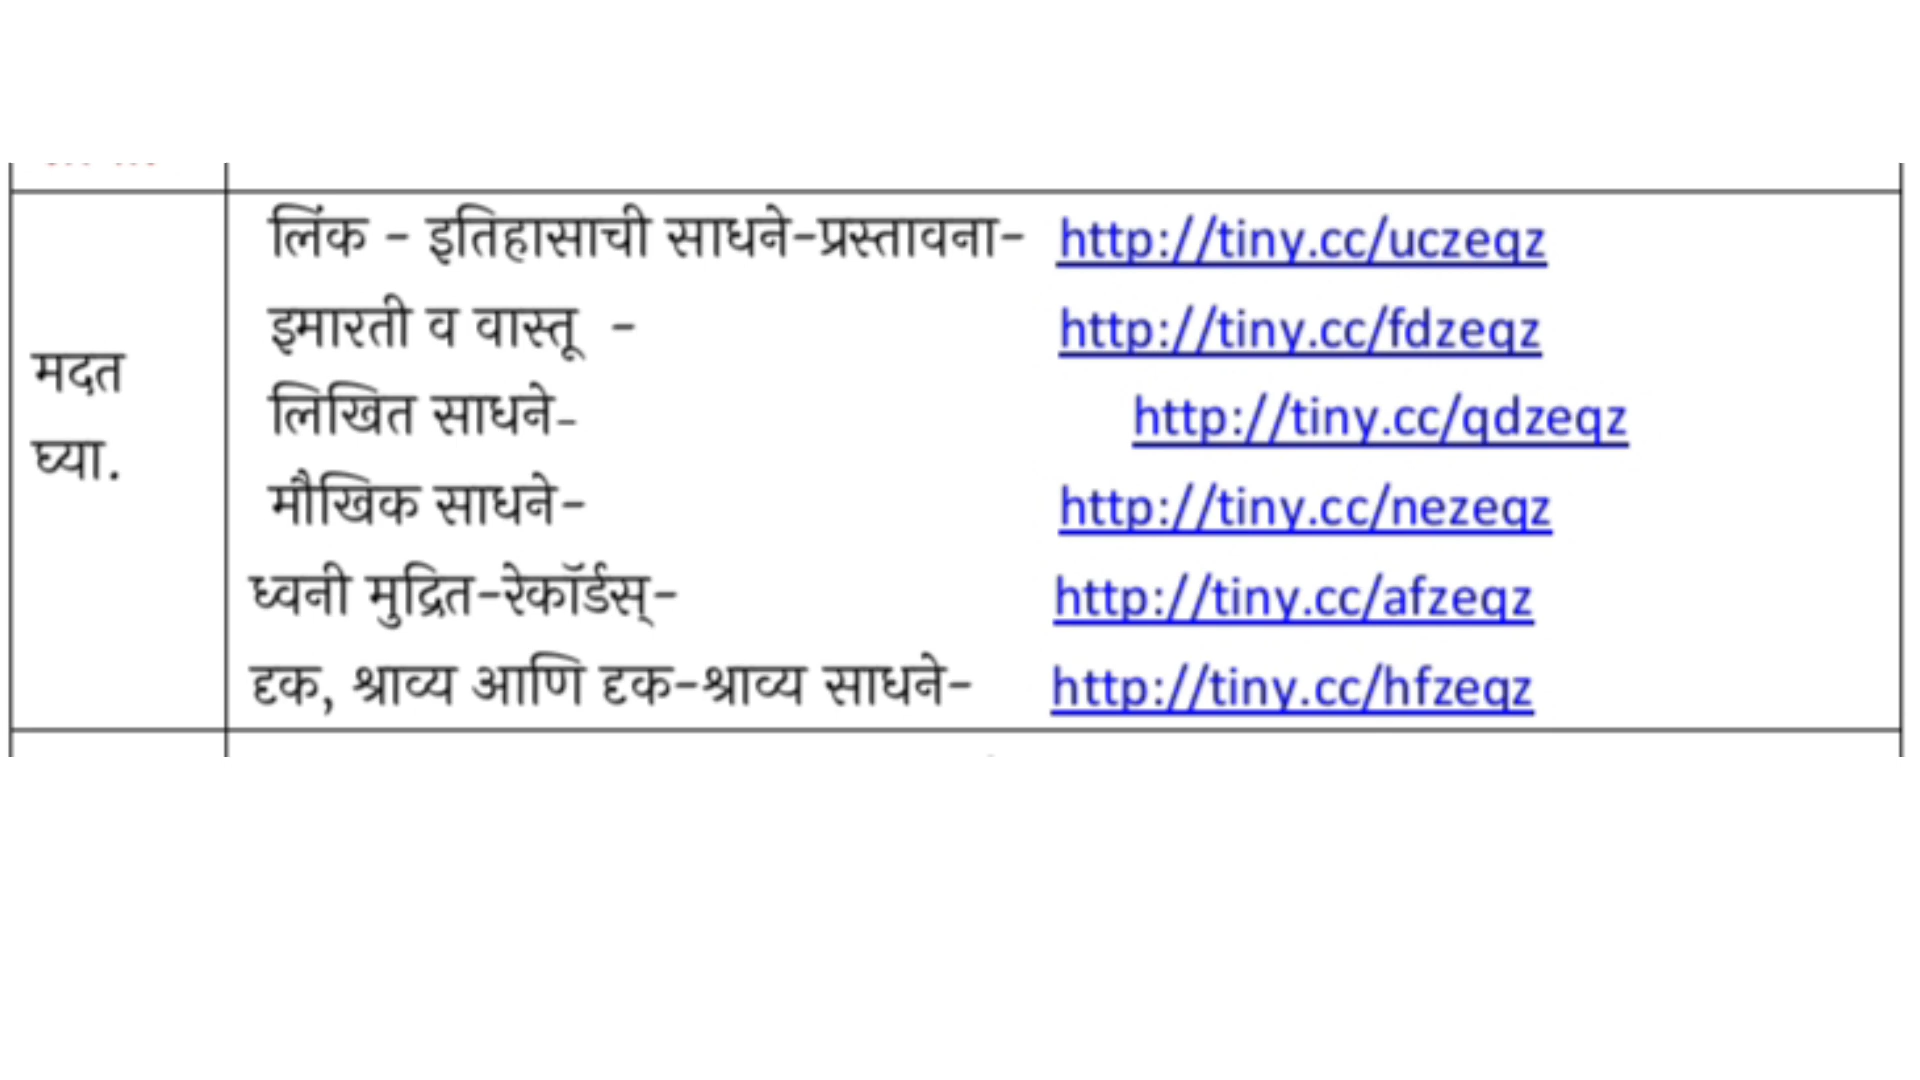 लिंक - इतिहासाची साधने-प्रस्तावना- http://tiny.cc/uczeqz
इमारती व वास्तू - http://tiny.cc/fdzeqz
मदत
लिखित साधने- http://tiny.cc/qdzeqz
घ्या.
मौखिक साधने- http://tiny.cc/nezeqz
ध्वनी मुद्रित-रेकॉर्डस्- http://tiny.cc/afzeqz
दृक, श्राव्य आणि दृक-श्राव्य साधने- http://tiny.cc/hfzeqz